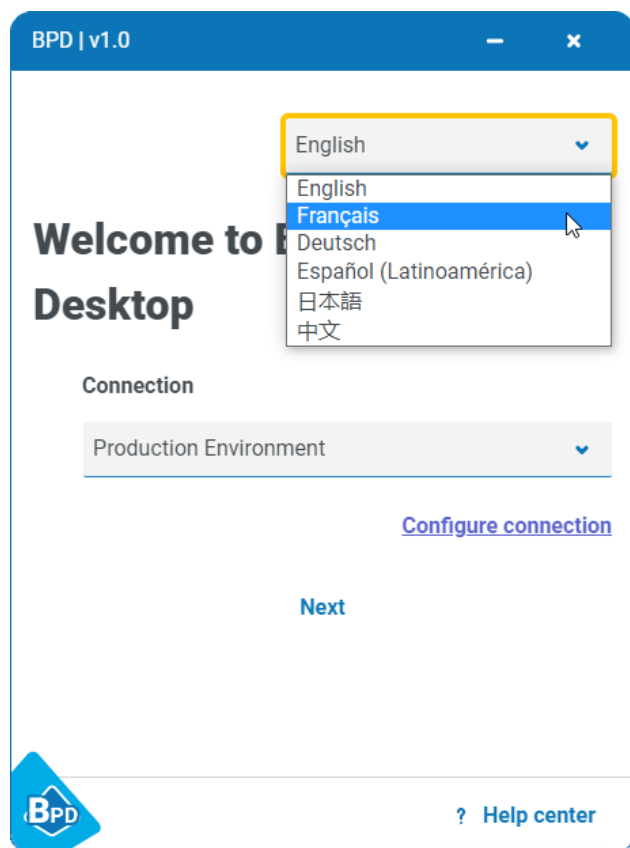 BPD | v1.0
English
English
Français
Deutsch
Español (Latinoamérica)
日本語
中文
Welcome to
Desktop
Connection
Production Environment
Configure connection
Next
BPD
? Help center